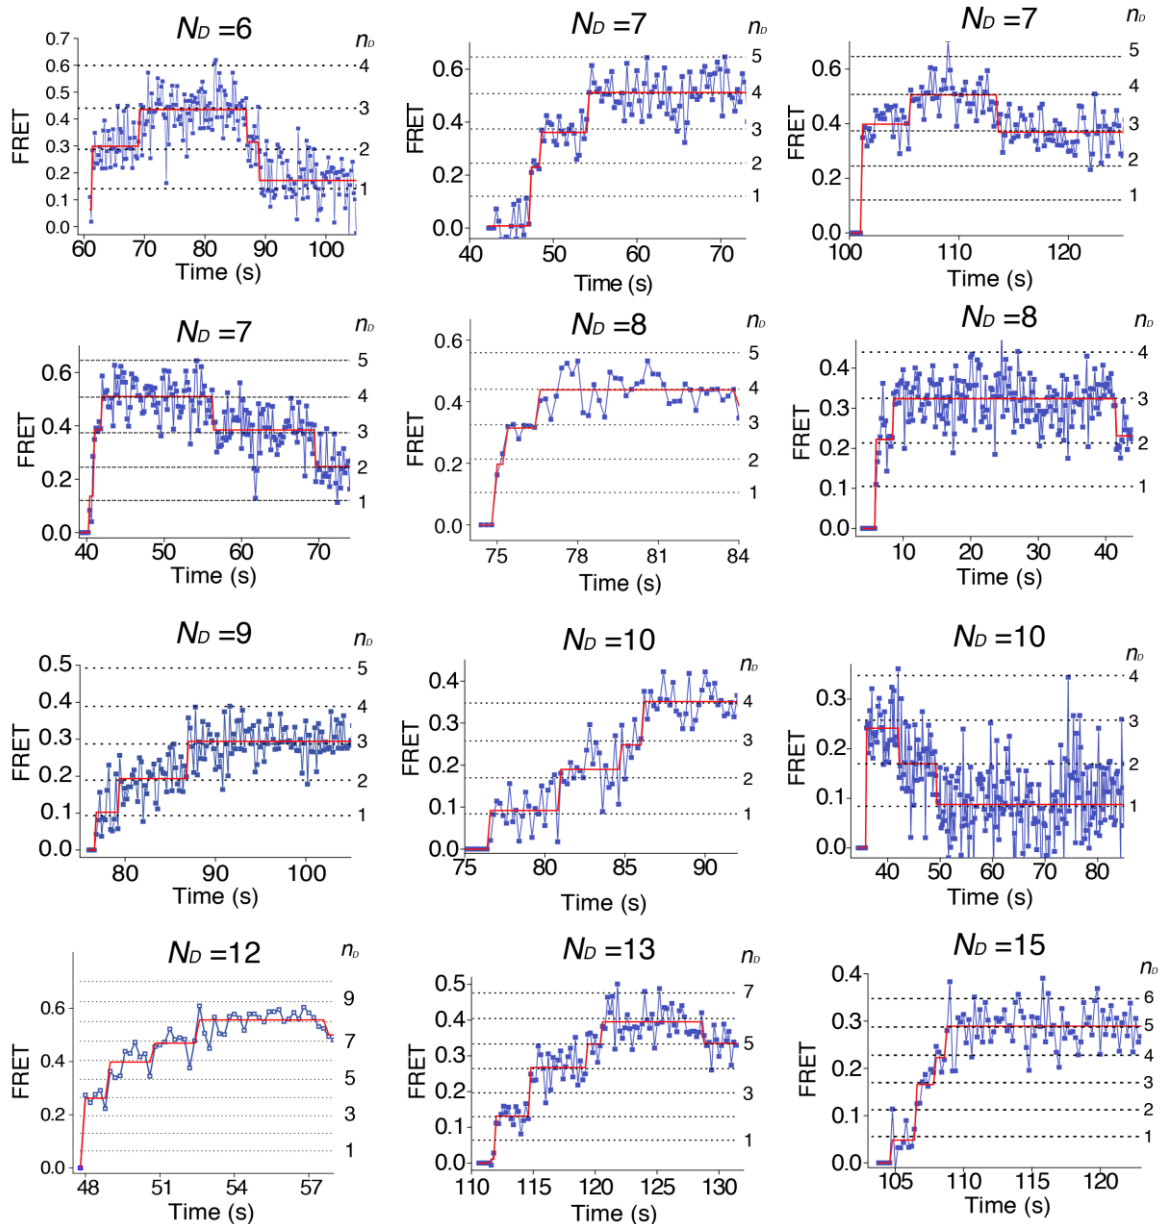 N_D =6
n_D
FRET
0.7
0.6
0.5
0.4
0.3
0.2
0.1
0.0
4
3
2
1
60 70 80 90 100
Time (s)
N_D =7
FRET
0.6
0.4
0.2
0.0
5
4
3
2
1
40 50 60 70
Time (s)
N_D =7
n_D
FRET
0.6
0.4
0.2
0.0
5
4
3
2
1
100 110 120
Time (s)
N_D =7
n_D
FRET
0.6
0.4
0.2
0.0
5
4
3
2
1
40 50 60 70
Time (s)
N_D =8
FRET
0.6
0.4
0.2
0.0
5
4
3
2
1
75 78 81 84
Time (s)
N_D =8
n_D
FRET
0.4
0.3
0.2
0.1
0.0
4
3
2
1
10 20 30 40
Time (s)
N_D =9
n_D
FRET
0.5
0.4
0.3
0.2
0.1
0.0
5
4
3
2
1
80 90 100
Time (s)
N_D =10
n_D
FRET
0.4
0.3
0.2
0.1
0.0
4
3
2
1
75 80 85 90
Time (s)
N_D =10
n_D
FRET
0.3
0.2
0.1
0.0
4
3
2
1
40 50 60 70 80
Time (s)
N_D =12
n_D
FRET
0.6
0.4
0.2
0.0
9
7
5
3
1
48 51 54 57
Time (s)
N_D =13
n_D
FRET
0.5
0.4
0.3
0.2
0.1
0.0
7
5
3
1
110 115 120 125 130
Time (s)
N_D =15
n_D
FRET
0.4
0.3
0.2
0.1
0.0
6
5
4
3
2
1
105 110 115 120
Time (s)